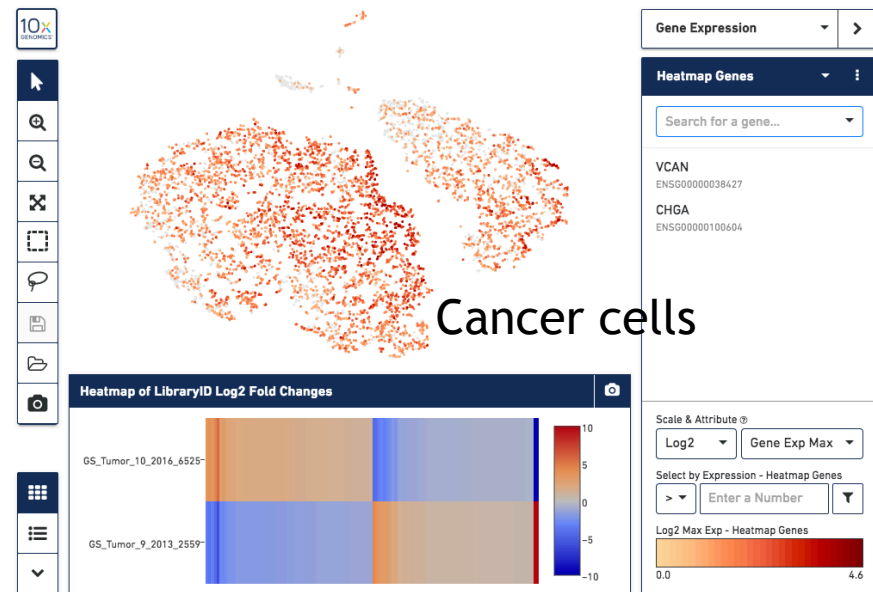 10x
GENOMICS
Gene Expression
Heatmap Genes
Search for a gene...
VCAN
ENSG00000038427
CHGA
ENSG00000100604
Cancer cells
Heatmap of LibraryID Log2 Fold Changes
GS_Tumor_10_2016_6525
GS_Tumor_9_2013_2559
10
5
0
−5
−10
Scale & Attribute
Log2
Gene Exp Max
Select by Expression - Heatmap Genes
>
Enter a Number
Log2 Max Exp - Heatmap Genes
0.0
4.6